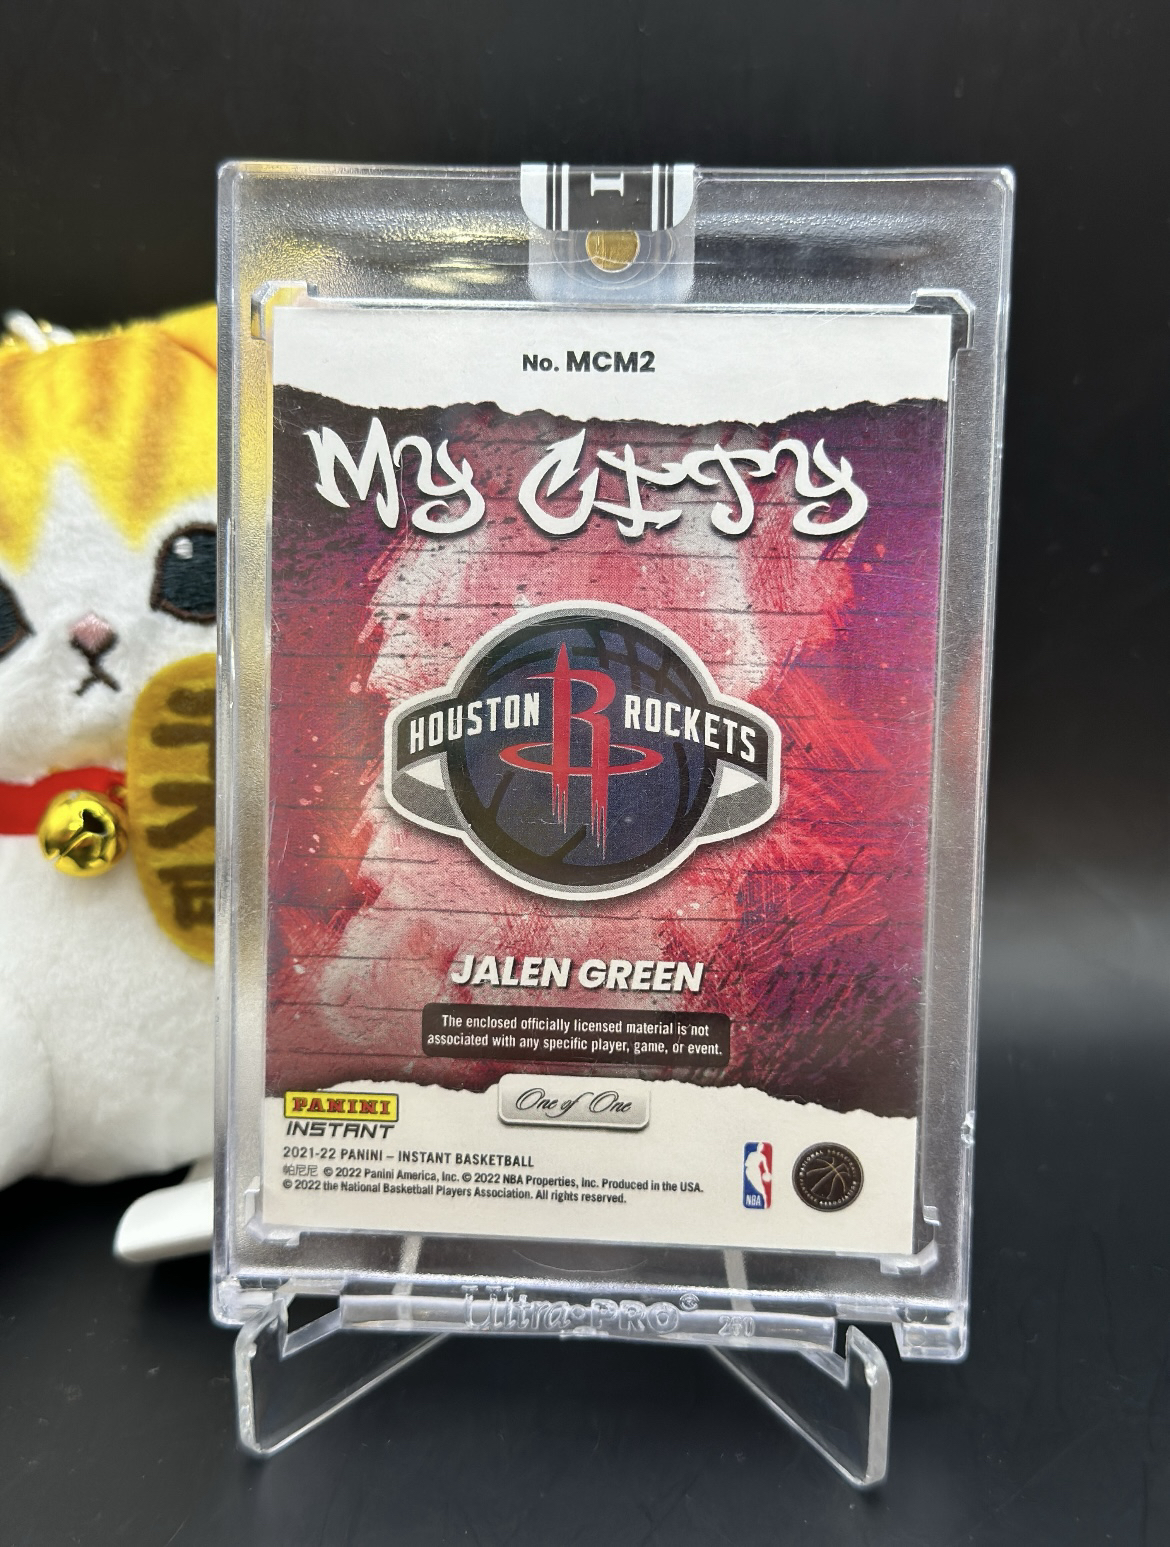 No. MCM2
My City
HOUSTON ROCKETS
JALEN GREEN
The enclosed officially licensed material is not
associated with any specific player, game, or event.
One of One
PANINI
INSTANT
2021-22 PANINI – INSTANT BASKETBALL
帕尼尼 © 2022 Panini America, Inc. © 2022 NBA Properties, Inc. Produced in the USA.
© 2022 the National Basketball Players Association. All rights reserved.
NBA
Ultra•PRO®